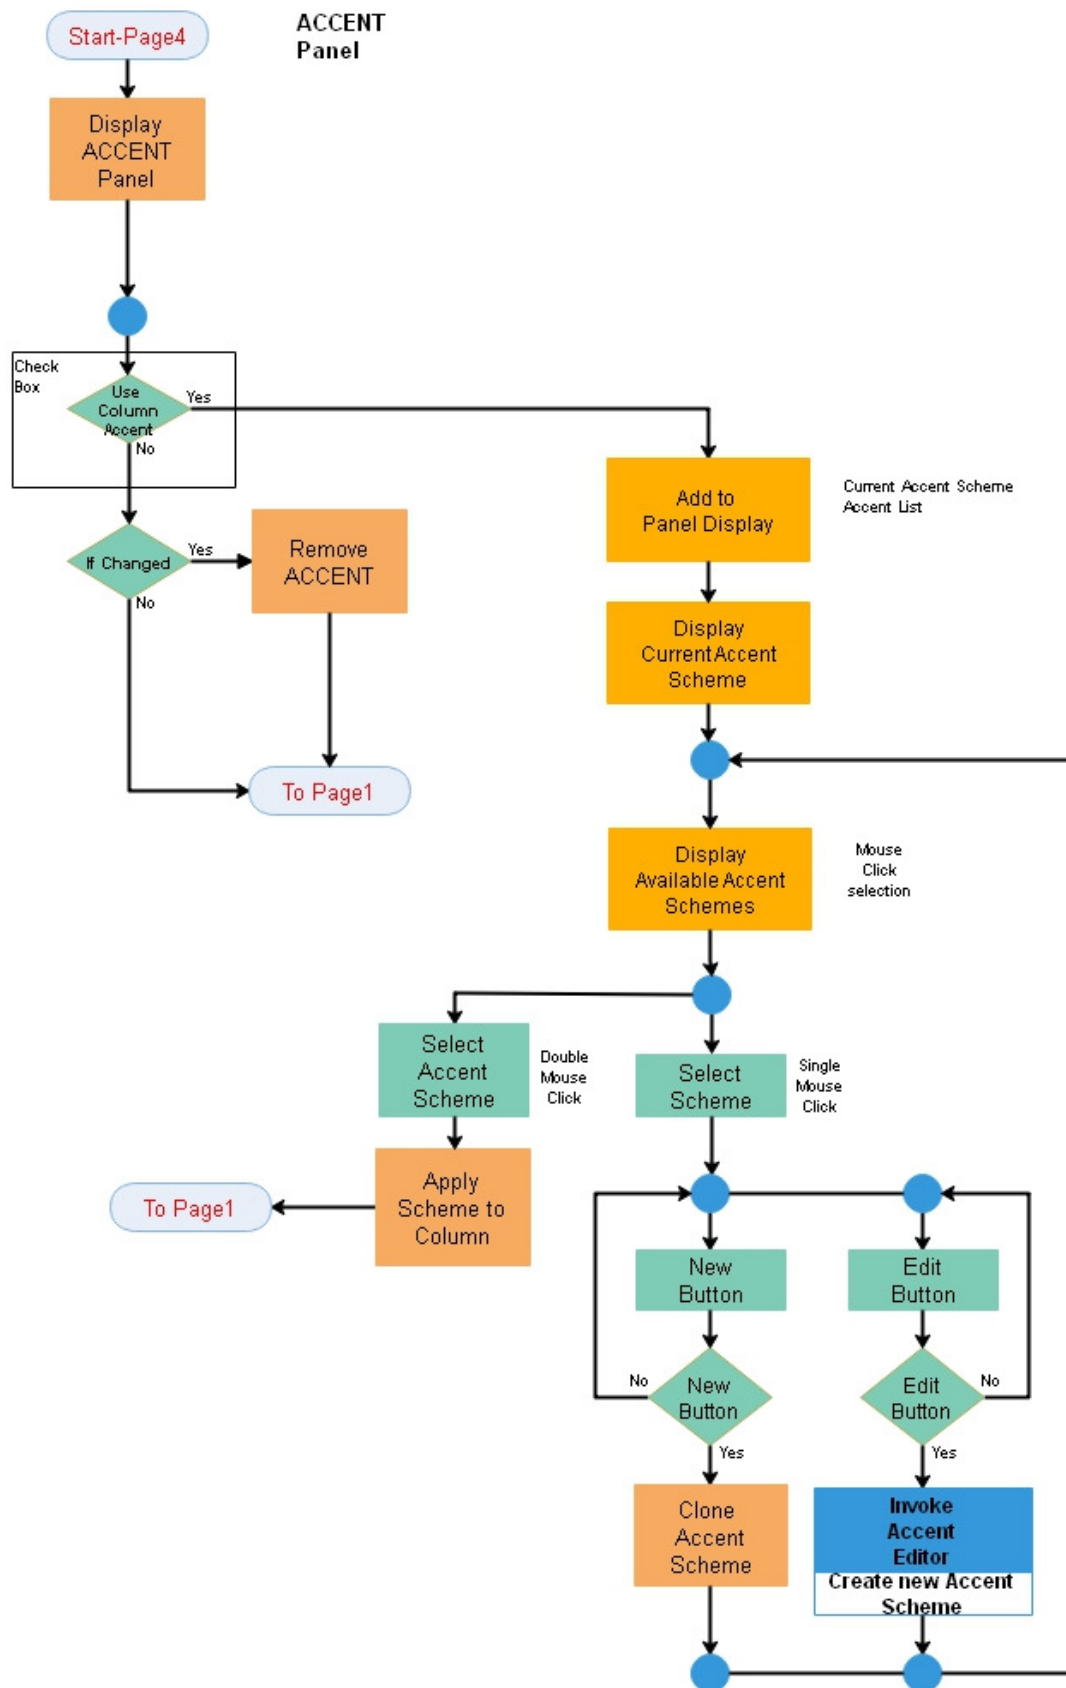 Start-Page4
ACCENT
Panel
Display
ACCENT
Panel
Check
Box
Use
Column
Accent
Yes
No
If Changed
Yes
No
Remove
ACCENT
To Page1
Add to
Panel Display
Current Accent Scheme
Accent List
Display
Current Accent
Scheme
Display
Available Accent
Schemes
Mouse
Click
selection
Select
Accent
Scheme
Double
Mouse
Click
Select
Scheme
Single
Mouse
Click
Apply
Scheme to
Column
To Page1
New
Button
Edit
Button
No
New
Button
Edit
Button
No
Yes
Yes
Clone
Accent
Scheme
Invoke
Accent
Editor
Create new Accent
Scheme